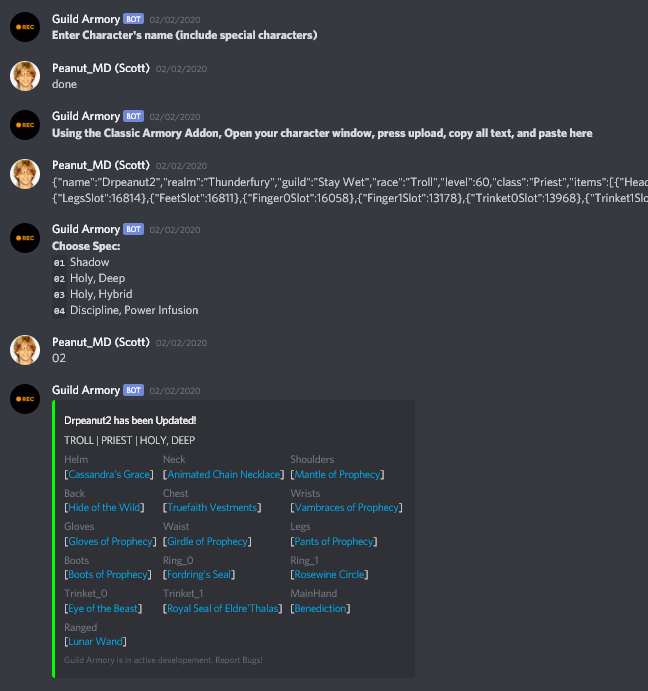 Guild Armory BOT 02/02/2020
REC
Enter Character's name (include special characters)
Peanut_MD (Scott) 02/02/2020
done
Guild Armory BOT 02/02/2020
REC
Using the Classic Armory Addon, Open your character window, press upload, copy all text, and paste here
Peanut_MD (Scott) 02/02/2020
{"name":"Drpeanut2","realm":"Thunderfury","guild":"Stay Wet","race":"Troll","level":60,"class":"Priest","items":[{"Head
{"LegsSlot":16814},{"FeetSlot":16811},{"Finger0Slot":16058},{"Finger1Slot":13178},{"Trinket0Slot":13968},{"Trinket1Slo
Guild Armory BOT 02/02/2020
REC
Choose Spec:
01 Shadow
02 Holy, Deep
03 Holy, Hybrid
04 Discipline, Power Infusion
Peanut_MD (Scott) 02/02/2020
02
Guild Armory BOT 02/02/2020
REC
Drpeanut2 has been Updated!
TROLL | PRIEST | HOLY, DEEP
Helm Neck Shoulders
[Cassandra's Grace] [Animated Chain Necklace] [Mantle of Prophecy]
Back Chest Wrists
[Hide of the Wild] [Truefaith Vestments] [Vambraces of Prophecy]
Gloves Waist Legs
[Gloves of Prophecy] [Girdle of Prophecy] [Pants of Prophecy]
Boots Ring_0 Ring_1
[Boots of Prophecy] [Fordring's Seal] [Rosewine Circle]
Trinket_0 Trinket_1 MainHand
[Eye of the Beast] [Royal Seal of Eldre'Thalas] [Benediction]
Ranged
[Lunar Wand]
Guild Armory is in active developement. Report Bugs!